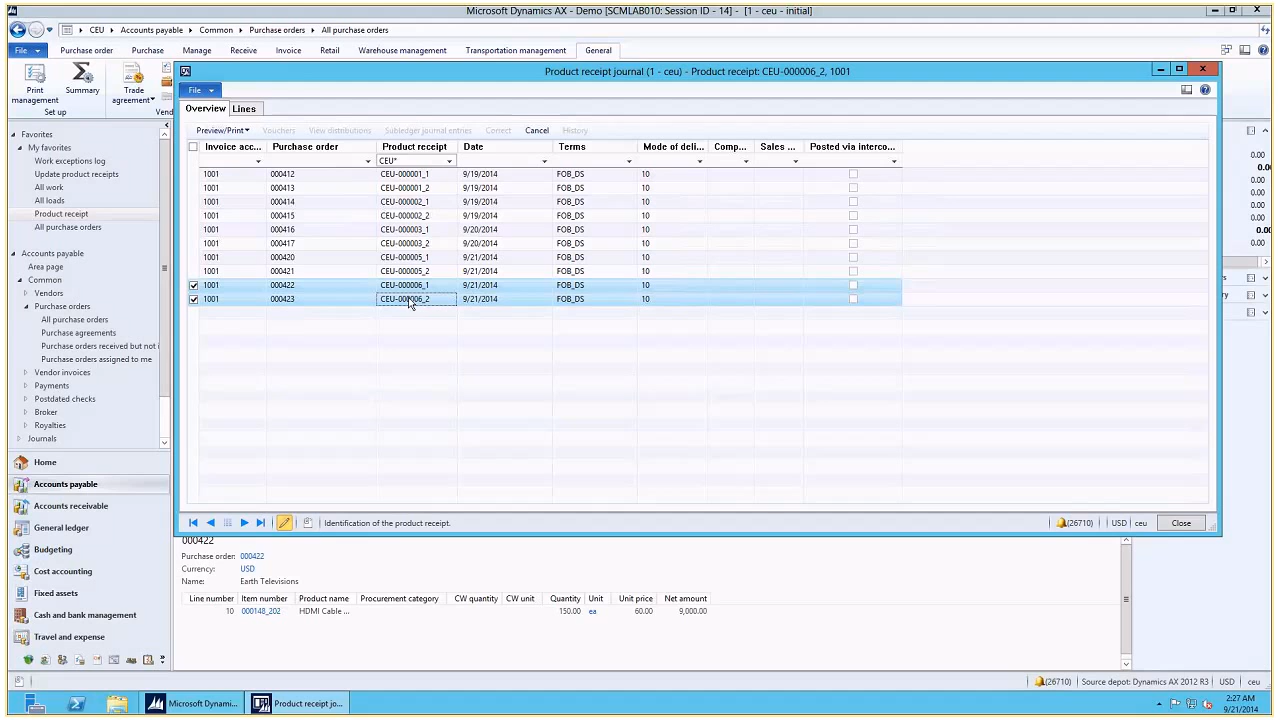 Microsoft Dynamics AX - Demo [SCMLAB010: Session ID - 14] - [1 - ceu - initial]
CEU Accounts payable Common Purchase orders All purchase orders
File Purchase order Purchase Manage Receive Invoice Retail Warehouse management Transportation management General
Print management Summary Trade agreement
Set up
Product receipt journal (1 - ceu) - Product receipt: CEU-000006_2, 1001
File
Overview Lines
Preview/Print Vouchers View distributions Subledger journal entries Correct Cancel History
Invoice acc... Purchase order Product receipt Date Terms Mode of deli... Comp... Sales ... Posted via interco...
CEU*
1001 000412 CEU-000001_1 9/19/2014 FOB_DS 10
1001 000413 CEU-000001_2 9/19/2014 FOB_DS 10
1001 000414 CEU-000002_1 9/19/2014 FOB_DS 10
1001 000415 CEU-000002_2 9/19/2014 FOB_DS 10
1001 000416 CEU-000003_1 9/20/2014 FOB_DS 10
1001 000417 CEU-000003_2 9/20/2014 FOB_DS 10
1001 000420 CEU-000005_1 9/21/2014 FOB_DS 10
1001 000421 CEU-000005_2 9/21/2014 FOB_DS 10
1001 000422 CEU-000006_1 9/21/2014 FOB_DS 10
1001 000423 CEU-000006_2 9/21/2014 FOB_DS 10
Identification of the product receipt. (26710) USD ceu Close
Favorites
My favorites
Work exceptions log
Update product receipts
All work
All loads
Product receipt
All purchase orders
Accounts payable
Area page
Common
Vendors
Purchase orders
All purchase orders
Purchase agreements
Purchase orders received but not i
Purchase orders assigned to me
Vendor invoices
Payments
Postdated checks
Broker
Royalties
Journals
Home
Accounts payable
Accounts receivable
General ledger
Budgeting
Cost accounting
Fixed assets
Cash and bank management
Travel and expense
0.00
0.0
0.00
0.00
0.00
0.0
0.00
000422
Purchase order: 000422
Currency: USD
Name: Earth Televisions
Line number Item number Product name Procurement category CW quantity CW unit Quantity Unit Unit price Net amount
10 000148_202 HDMI Cable ... 150.00 ea 60.00 9,000.00
(26710) Source pool: Dynamics AX 2012 R3 USD ceu
Microsoft Dynami... Product receipt jo...
2:27 AM
9/21/2014